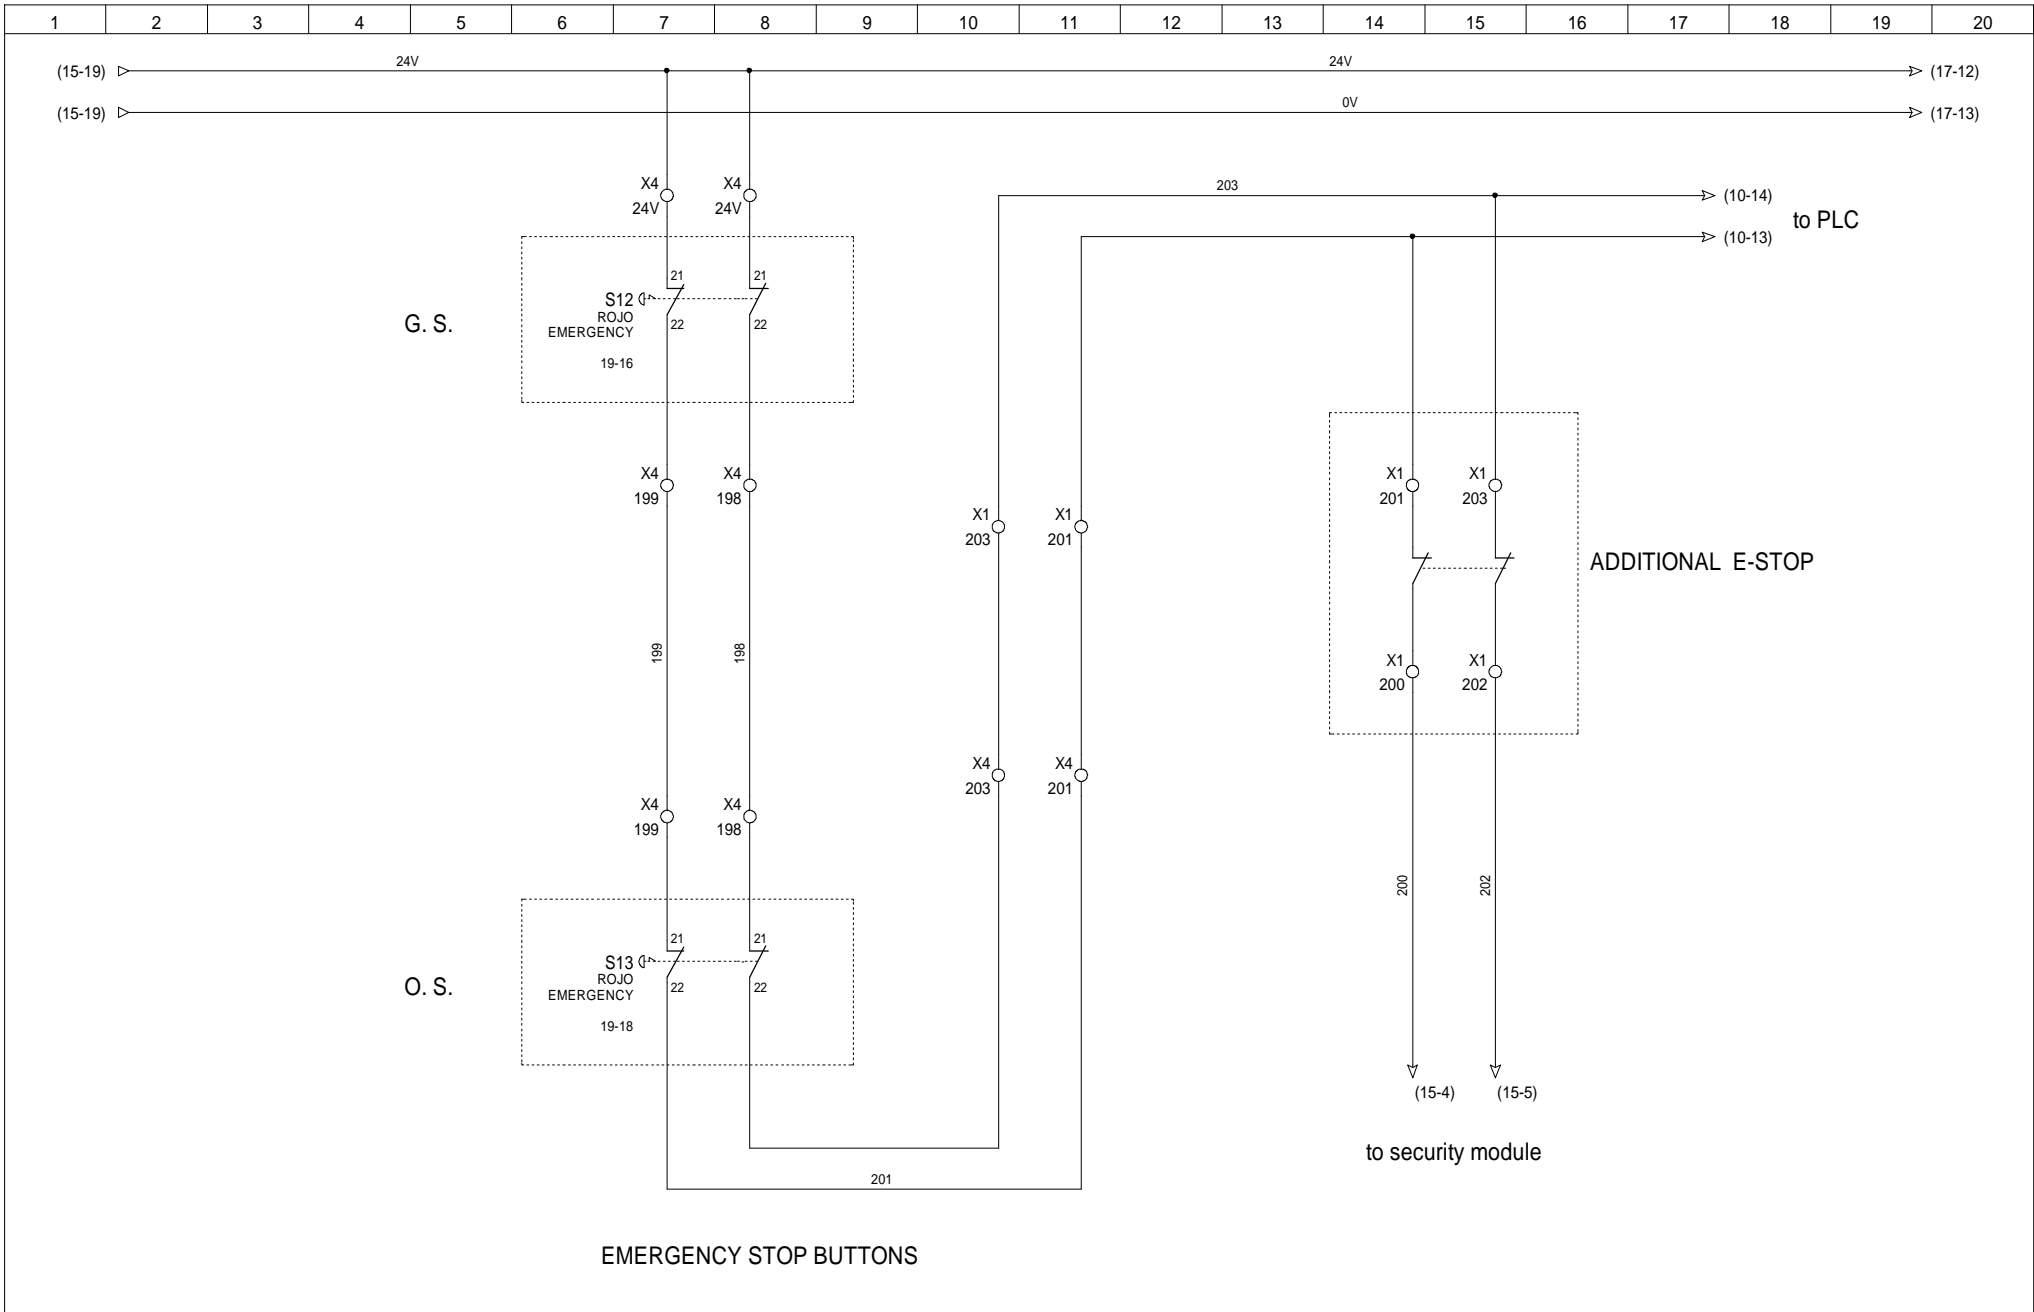 1 2 3 4 5 6 7 8 9 10 11 12 13 14 15 16 17 18 19 20
(15-19) 24V 24V (17-12)
(15-19) 0V (17-13)
X4 X4 203 (10-14)
24V 24V to PLC
(10-13)
21 21
S12
ROJO
EMERGENCY
22 22
G. S.
19-16
X4 X4 X1 X1
199 198 201 203
X1 X1
203 201
ADDITIONAL E-STOP
199 198
X1 X1
200 202
X4 X4
203 201
X4 X4
199 198
200 202
21 21
S13
ROJO
EMERGENCY
22 22
O. S.
19-18
(15-4) (15-5)
to security module
201
EMERGENCY STOP BUTTONS